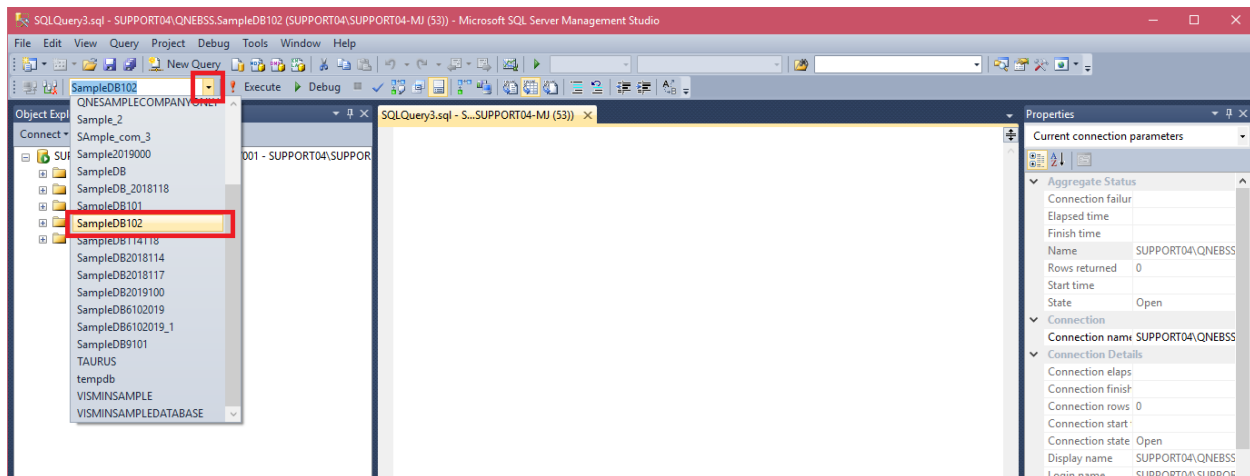 SQLQuery3.sql - SUPPORT04\QNEBSS.SampleDB102 (SUPPORT04\SUPPORT04-MJ (53)) - Microsoft SQL Server Management Studio
File Edit View Query Project Debug Tools Window Help
New Query
SampleDB102 Execute Debug
Object Expl
SQLQuery3.sql - S...SUPPORT04-MJ (53))
Properties
Connect
Current connection parameters
SUP
001 - SUPPORT04\SUPPOR
QNESAMPLECOMPANYONLY
Sample_2
SAmple_com_3
Sample2019000
SampleDB
SampleDB_2018118
SampleDB101
SampleDB102
SampleDB114118
SampleDB2018114
SampleDB2018117
SampleDB2019100
SampleDB6102019
SampleDB6102019_1
SampleDB9101
TAURUS
tempdb
VISMINSAMPLE
VISMINSAMPLEDATABASE
Aggregate Status
Connection failur
Elapsed time
Finish time
Name SUPPORT04\QNEBSS
Rows returned 0
Start time
State Open
Connection
Connection name SUPPORT04\QNEBSS
Connection Details
Connection elaps
Connection finish
Connection rows 0
Connection start
Connection state Open
Display name SUPPORT04\QNEBSS
Login name SUPPORT04\SUPPOR